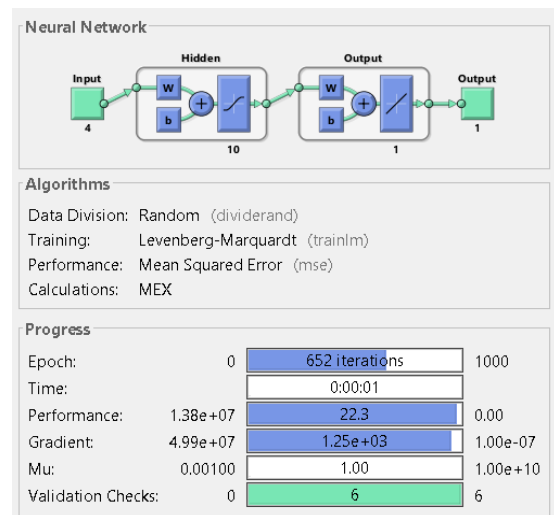 Neural Network
Hidden
Output
Input
W
b
+
W
b
+
Output
4
10
1
1
Algorithms
Data Division: Random (dividerand)
Training: Levenberg-Marquardt (trainlm)
Performance: Mean Squared Error (mse)
Calculations: MEX
Progress
Epoch: 0 652 iterations 1000
Time: 0:00:01
Performance: 1.38e+07 22.3 0.00
Gradient: 4.99e+07 1.25e+03 1.00e-07
Mu: 0.00100 1.00 1.00e+10
Validation Checks: 0 6 6